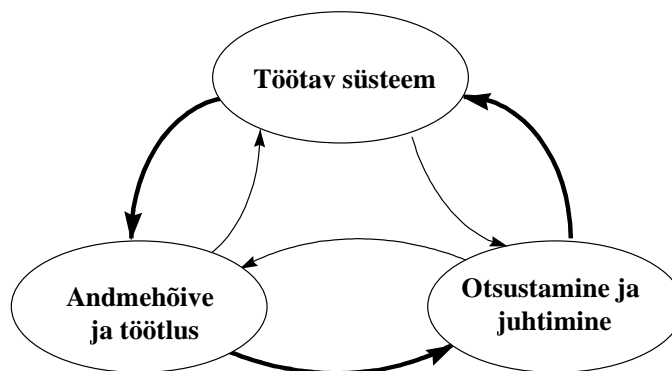 Töötav süsteem
Andmehõive
ja töötlus
Otsustamine ja
juhtimine